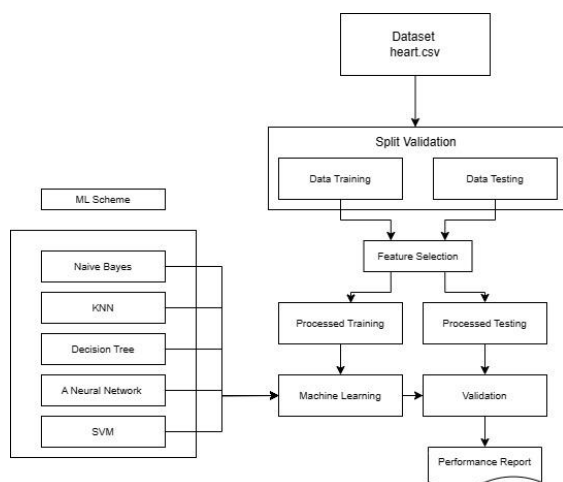 Dataset
heart.csv
Split Validation
Data Training
Data Testing
ML Scheme
Naive Bayes
Feature Selection
KNN
Processed Training
Processed Testing
Decision Tree
A Neural Network
Machine Learning
Validation
SVM
Performance Report